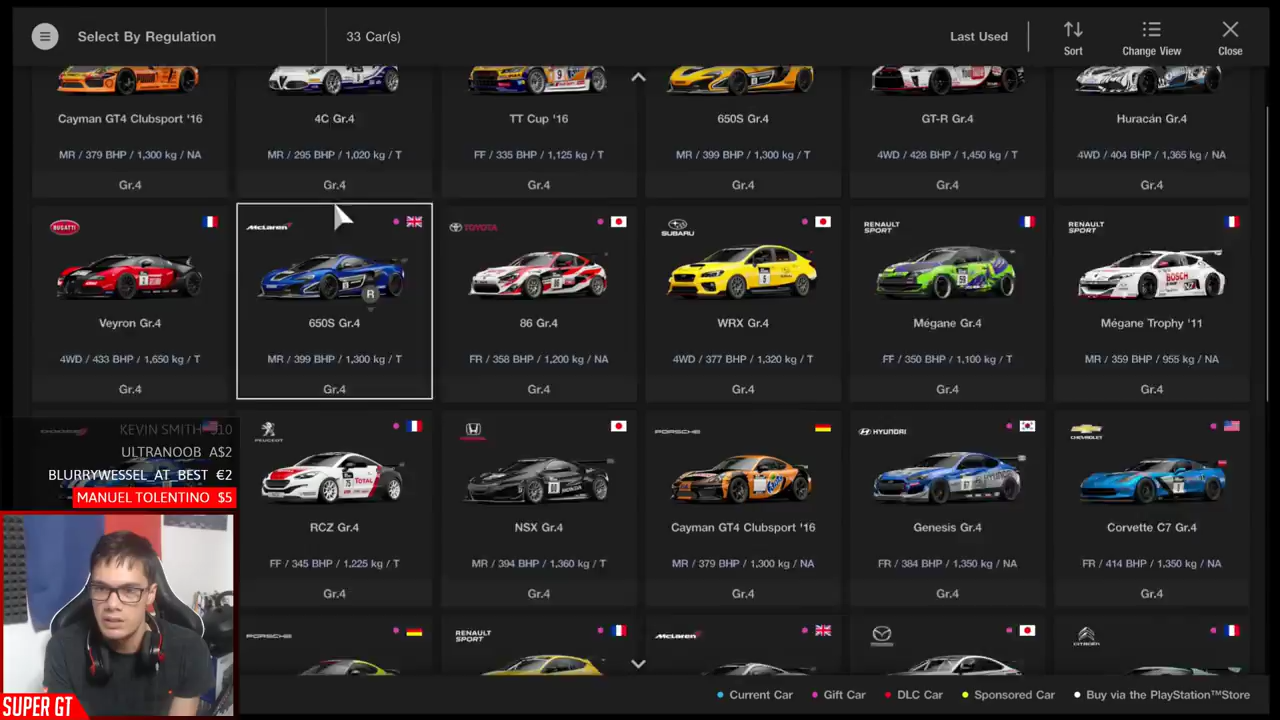 Select By Regulation
33 Car(s)
Last Used
Sort
Change View
Close
Cayman GT4 Clubsport '16
4C Gr.4
TT Cup '16
650S Gr.4
GT-R Gr.4
Huracán Gr.4
MR / 379 BHP / 1,300 kg / NA
MR / 295 BHP / 1,020 kg / T
FF / 335 BHP / 1,125 kg / T
MR / 399 BHP / 1,300 kg / T
4WD / 428 BHP / 1,450 kg / T
4WD / 404 BHP / 1,365 kg / NA
Gr.4
Gr.4
Gr.4
Gr.4
Gr.4
Gr.4
BUGATTI
McLaren
TOYOTA
SUBARU
RENAULT SPORT
RENAULT SPORT
BOSCH
R
Veyron Gr.4
650S Gr.4
86 Gr.4
WRX Gr.4
Mégane Gr.4
Mégane Trophy '11
4WD / 433 BHP / 1,650 kg / T
MR / 399 BHP / 1,300 kg / T
FR / 358 BHP / 1,200 kg / NA
4WD / 377 BHP / 1,320 kg / T
FF / 350 BHP / 1,100 kg / T
MR / 359 BHP / 955 kg / NA
Gr.4
Gr.4
Gr.4
Gr.4
Gr.4
Gr.4
KEVIN SMITH $10
ULTRANOOB A$2
BLURRYWESSEL_AT_BEST €2
MANUEL TOLENTINO $5
PEUGEOT
HONDA
PORSCHE
HYUNDAI
CHEVROLET
TOTAL
RCZ Gr.4
NSX Gr.4
Cayman GT4 Clubsport '16
Genesis Gr.4
Corvette C7 Gr.4
FF / 345 BHP / 1,225 kg / T
MR / 394 BHP / 1,360 kg / T
MR / 379 BHP / 1,300 kg / NA
FR / 384 BHP / 1,350 kg / NA
FR / 414 BHP / 1,350 kg / NA
Gr.4
Gr.4
Gr.4
Gr.4
Gr.4
PORSCHE
RENAULT SPORT
McLaren
mazda
CITROËN
SUPER GT
Current Car
Gift Car
DLC Car
Sponsored Car
Buy via the PlayStation™Store